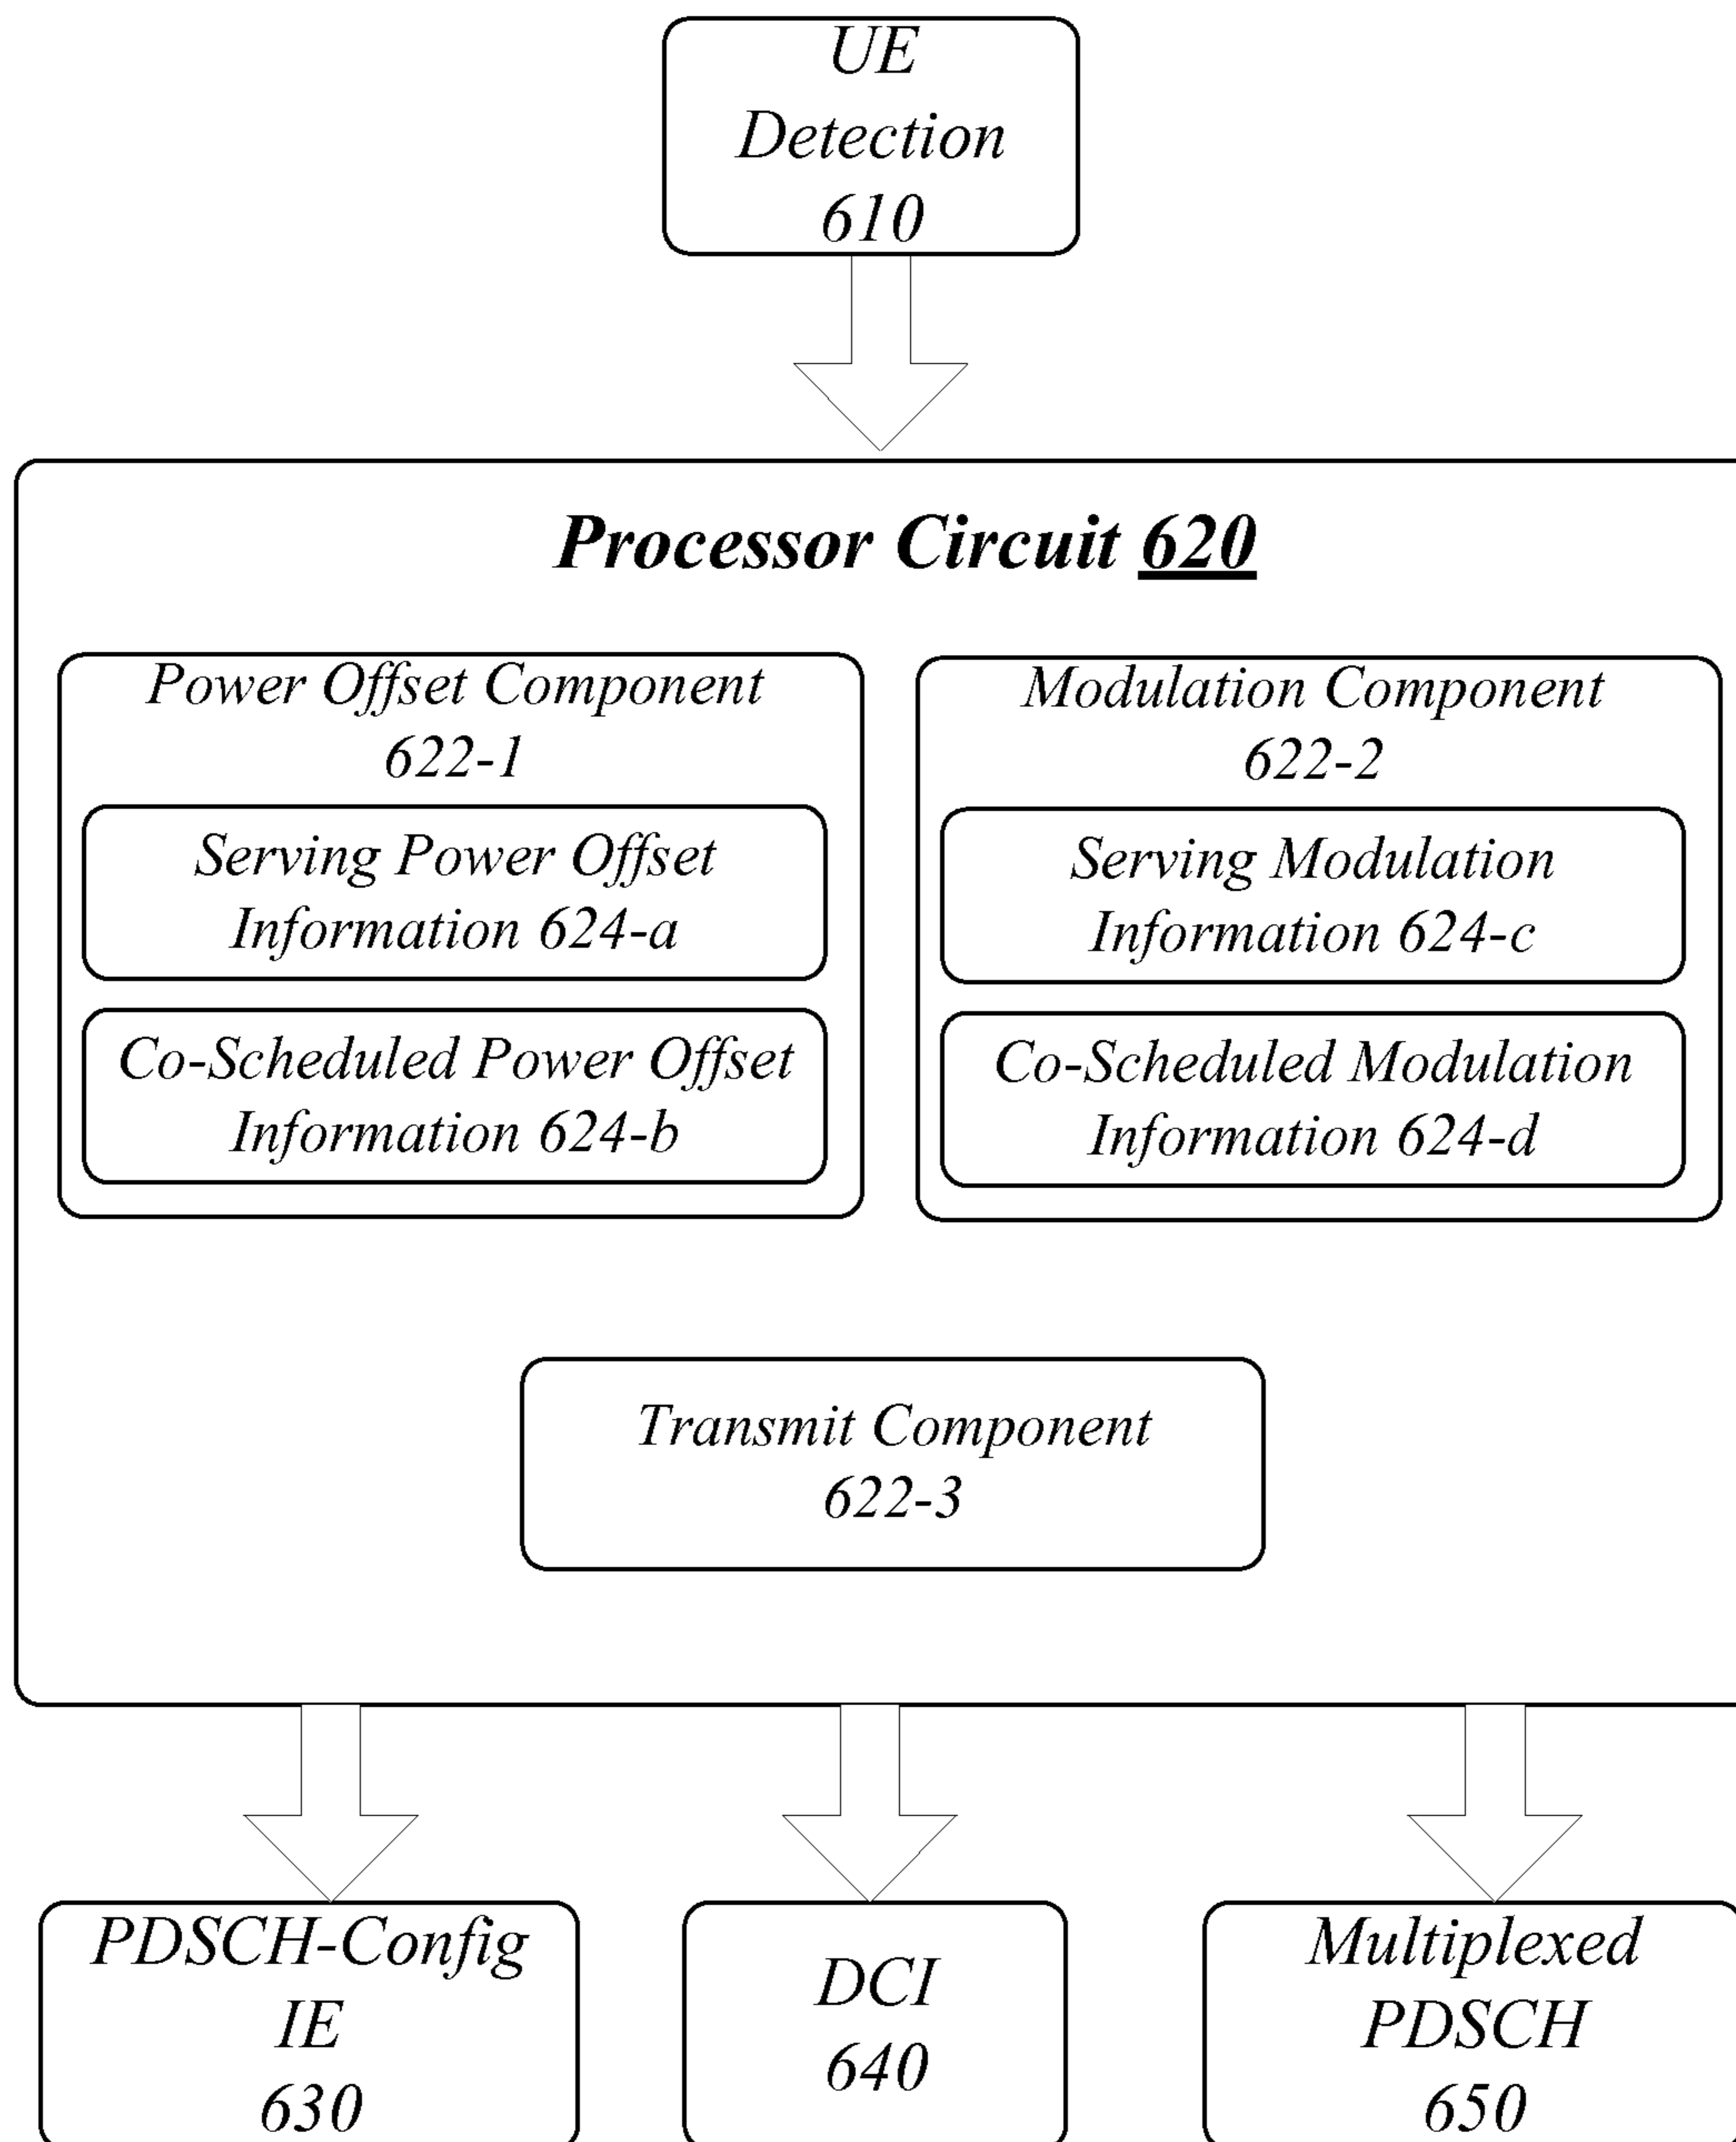 UE
Detection
610
Processor Circuit 620
Power Offset Component
622-1
Serving Power Offset
Information 624-a
Co-Scheduled Power Offset
Information 624-b
Modulation Component
622-2
Serving Modulation
Information 624-c
Co-Scheduled Modulation
Information 624-d
Transmit Component
622-3
PDSCH-Config
IE
630
DCI
640
Multiplexed
PDSCH
650